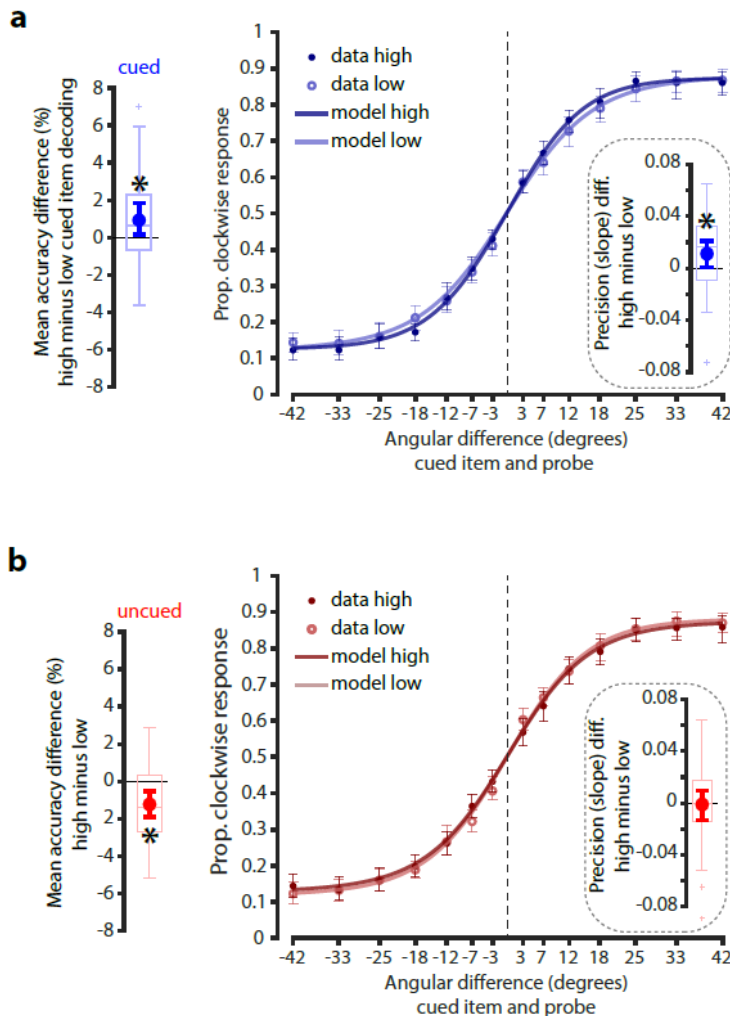 a
cued
Mean accuracy difference (%)
high minus low cued item decoding
8
6
4
2
0
-2
-4
-6
-8
*
Prop. clockwise response
1
0.9
0.8
0.7
0.6
0.5
0.4
0.3
0.2
0.1
0
data high
data low
model high
model low
-42 -33 -25 -18 -12 -7 -3 3 7 12 18 25 33 42
Angular difference (degrees)
cued item and probe
Precision (slope) diff.
high minus low
0.08
0.04
0
-0.04
-0.08
*
b
uncued
Mean accuracy difference (%)
high minus low
8
6
4
2
0
-2
-4
-6
-8
*
Prop. clockwise response
1
0.9
0.8
0.7
0.6
0.5
0.4
0.3
0.2
0.1
0
data high
data low
model high
model low
-42 -33 -25 -18 -12 -7 -3 3 7 12 18 25 33 42
Angular difference (degrees)
cued item and probe
Precision (slope) diff.
high minus low
0.08
0.04
0
-0.04
-0.08